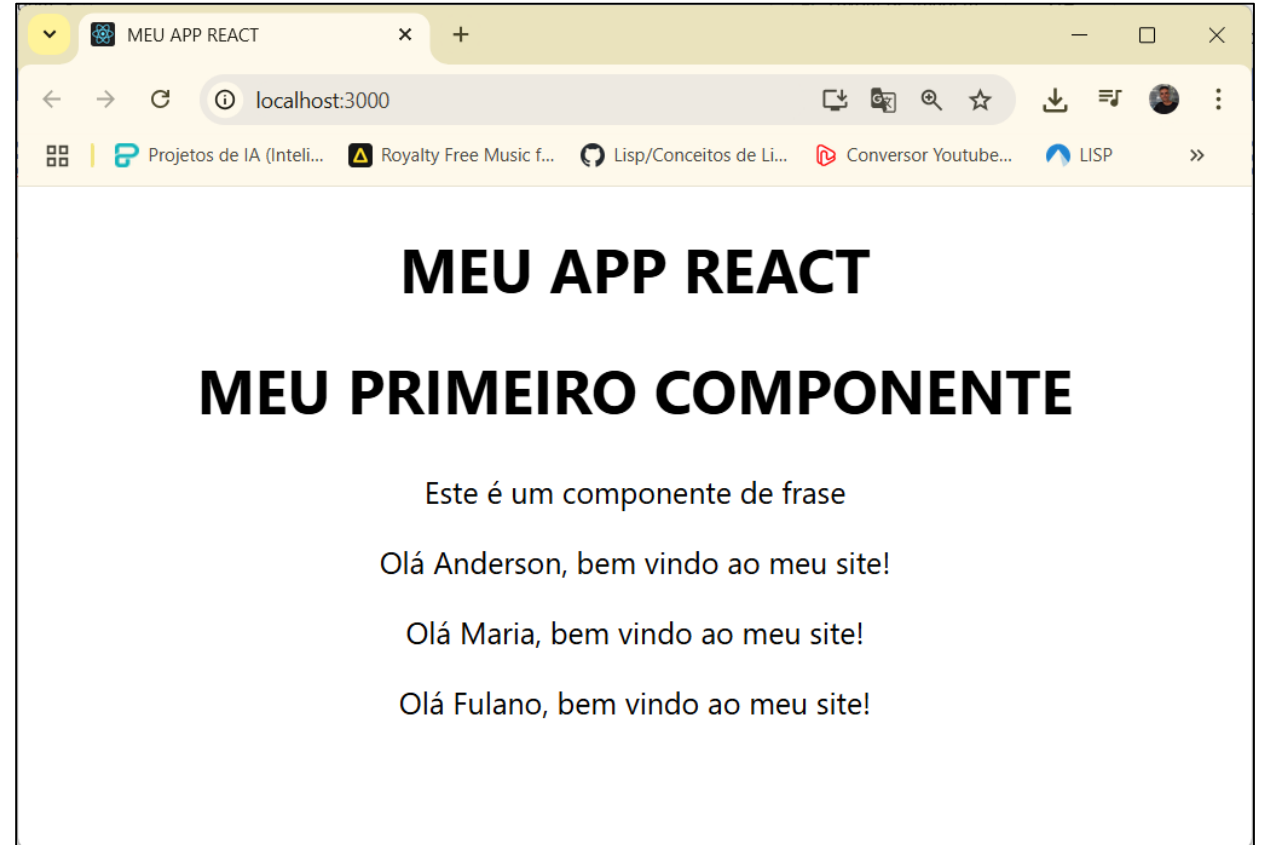 MEU APP REACT
localhost:3000
Projetos de IA (Inteli...
Royalty Free Music f...
Lisp/Conceitos de Li...
Conversor Youtube...
LISP
MEU APP REACT
MEU PRIMEIRO COMPONENTE
Este é um componente de frase
Olá Anderson, bem vindo ao meu site!
Olá Maria, bem vindo ao meu site!
Olá Fulano, bem vindo ao meu site!